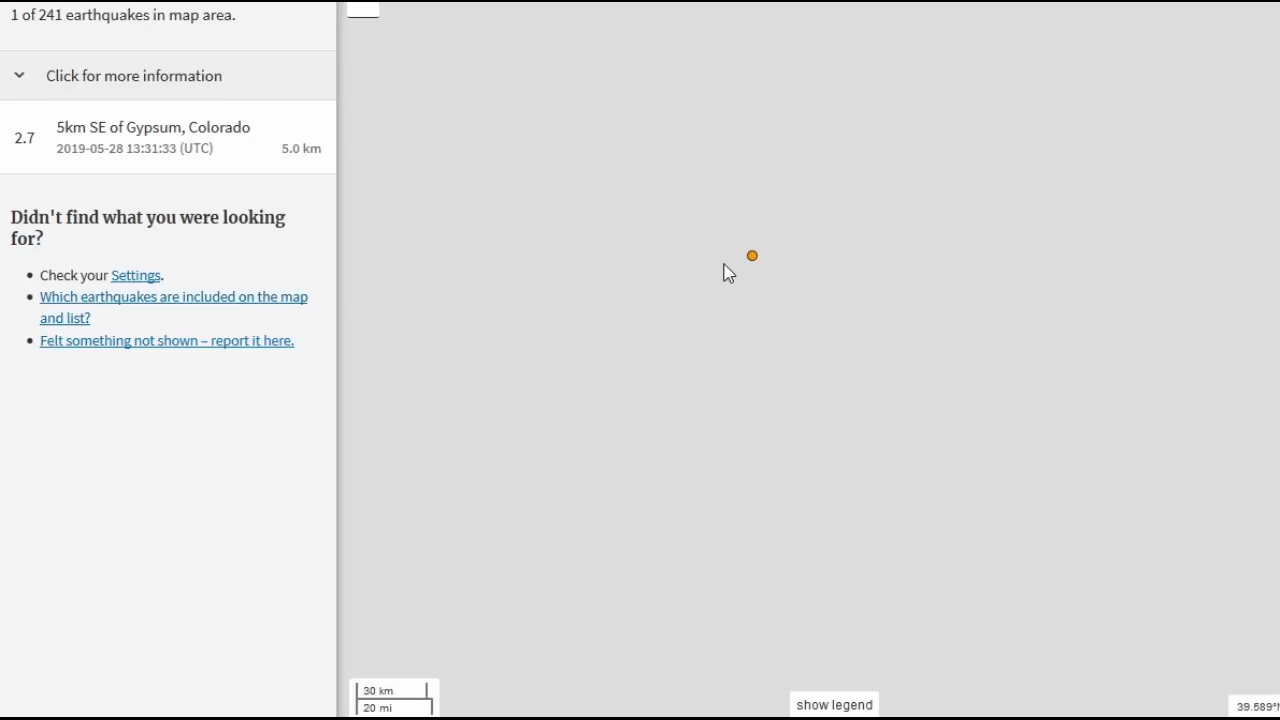 1 of 241 earthquakes in map area.
Click for more information
2.7
5km SE of Gypsum, Colorado
2019-05-28 13:31:33 (UTC)
5.0 km
Didn't find what you were looking
for?
Check your Settings.
Which earthquakes are included on the map
and list?
Felt something not shown – report it here.
30 km
20 mi
show legend
39.589°